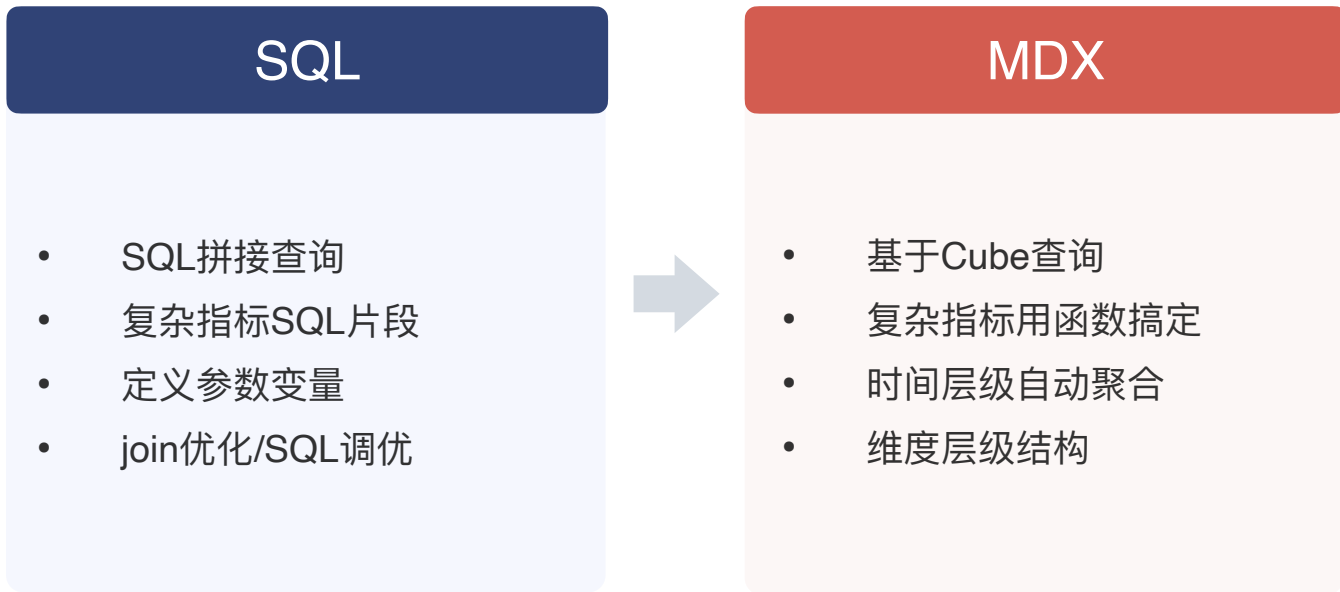 SQL
• SQL拼接查询
• 复杂指标SQL片段
• 定义参数变量
• join优化/SQL调优
MDX
• 基于Cube查询
• 复杂指标用函数搞定
• 时间层级自动聚合
• 维度层级结构